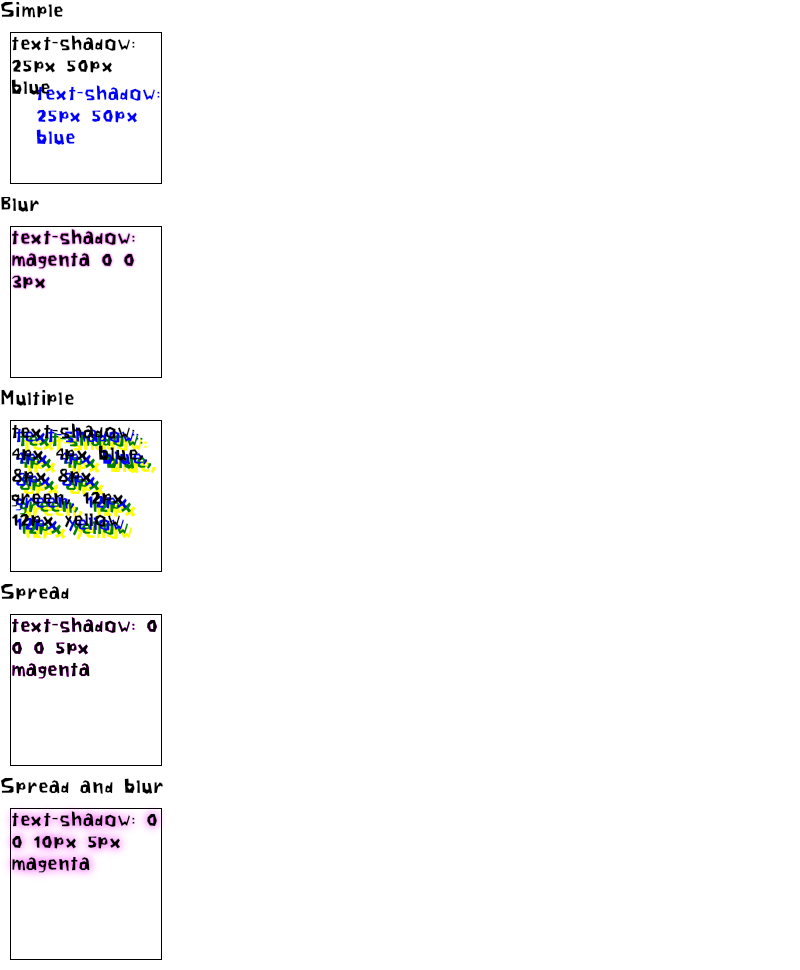 Simple
text-shadow:
25px 50px
blue
text-shadow:
25px 50px
blue
Blur
text-shadow:
magenta 0 0
3px
Multiple
text-shadow:
4px 4px blue,
8px 8px
green, 12px
12px yellow
Spread
text-shadow: 0
0 0 5px
magenta
Spread and blur
text-shadow: 0
0 10px 5px
magenta